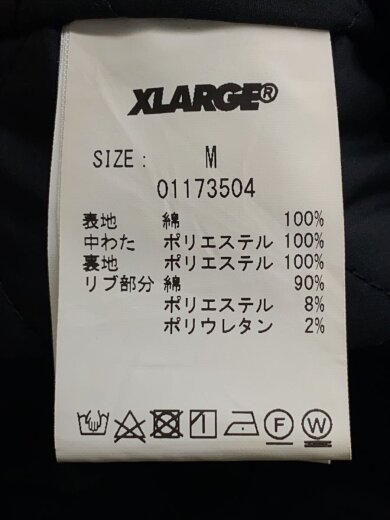 XLARGE®
SIZE : M
01173504
表地 綿 100%
中わた ポリエステル 100%
裏地 ポリエステル 100%
リブ部分 綿 90%
ポリエステル 8%
ポリウレタン 2%
F W